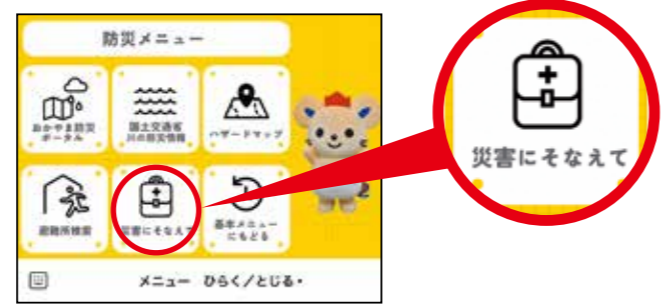 防災メニュー
おかやま防災
ポータル
国土交通省
川の防災情報
ハザードマップ
避難所検索
災害にそなえて
基本メニュー
にもどる
メニュー ひらく/とじる・
災害にそなえて